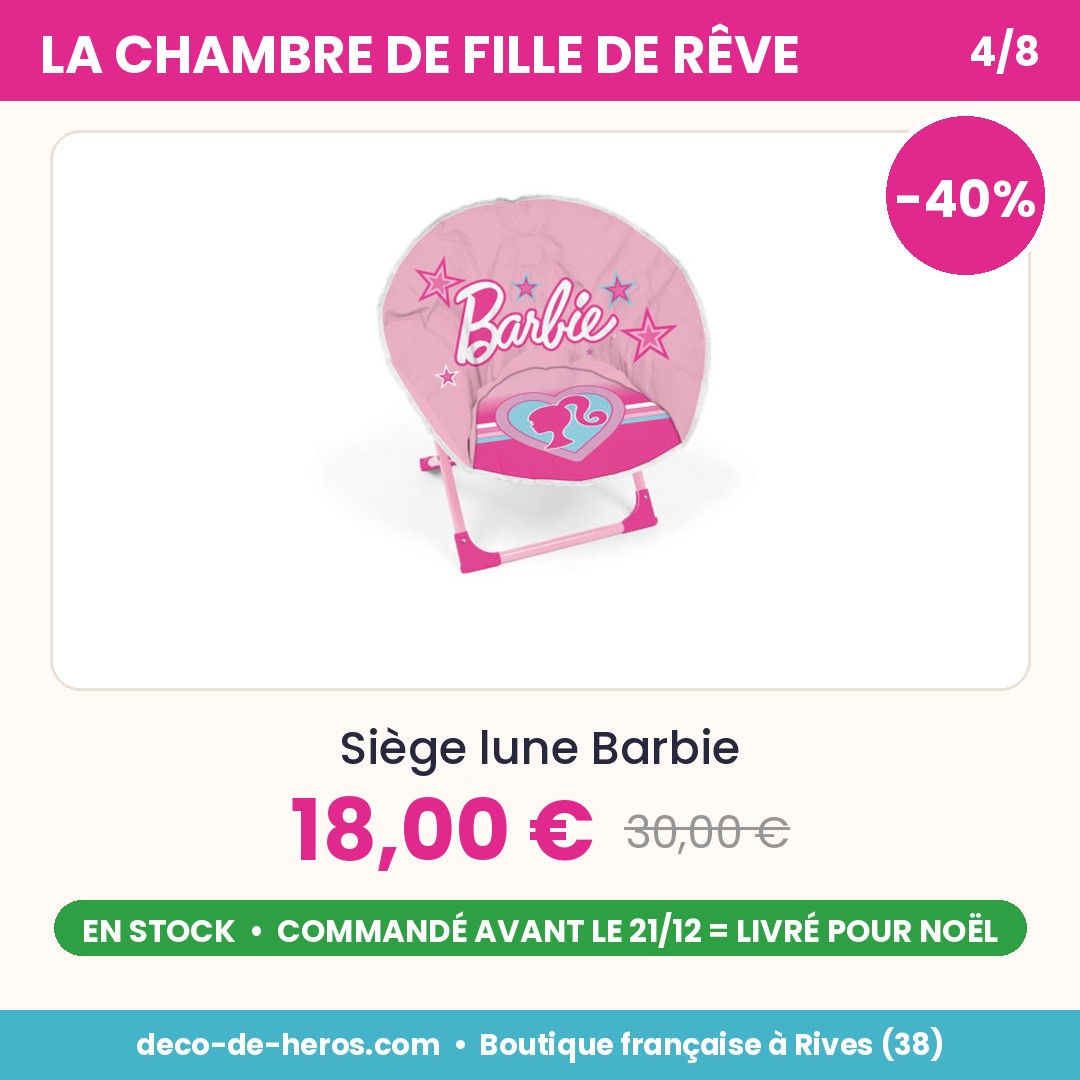 LA CHAMBRE DE FILLE DE RÊVE
4/8
-40%
Barbie
Siège lune Barbie
18,00 € 30,00 €
EN STOCK • COMMANDÉ AVANT LE 21/12 = LIVRÉ POUR NOËL
deco-de-heros.com • Boutique française à Rives (38)